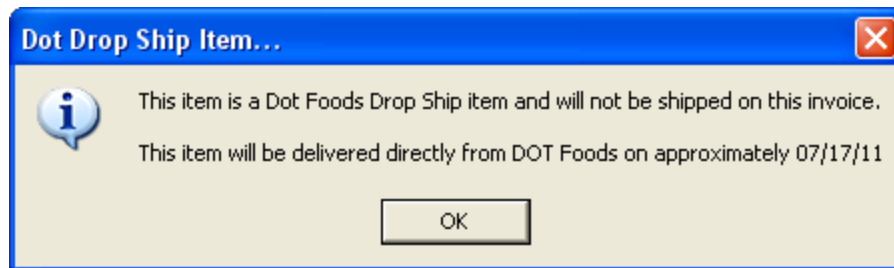 Dot Drop Ship Item...
This item is a Dot Foods Drop Ship item and will not be shipped on this invoice.
This item will be delivered directly from DOT Foods on approximately 07/17/11
OK